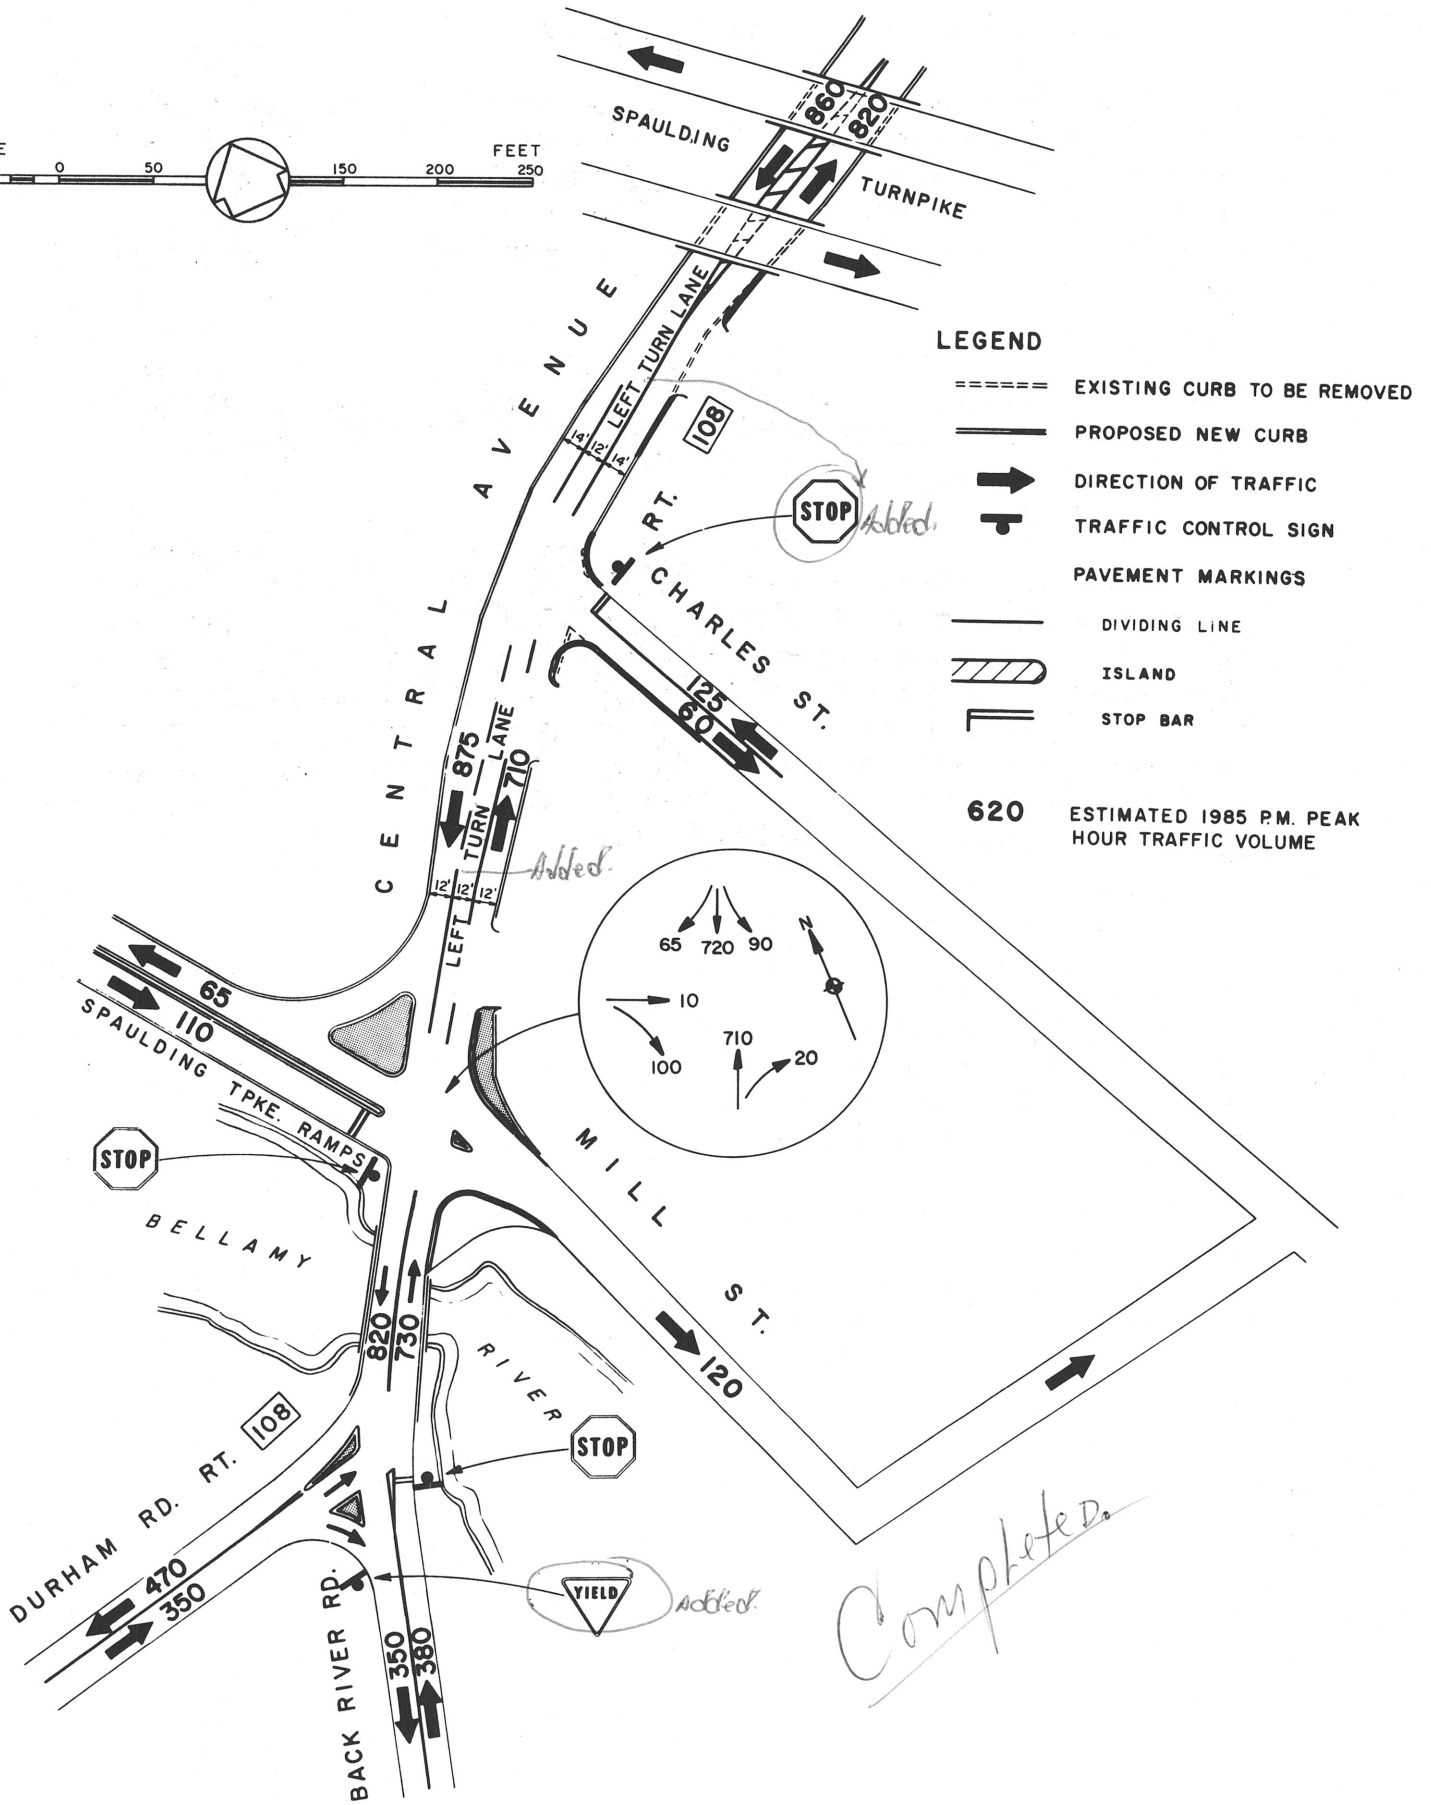 E
0 50 150 200 250
FEET
SPAULDING
TURNPIKE
860
820
LEFT TURN LANE
14' 12' 14'
CENTRAL AVENUE
RT.
108
STOP
Added.
CHARLES ST.
125
60
LEGEND
EXISTING CURB TO BE REMOVED
PROPOSED NEW CURB
DIRECTION OF TRAFFIC
TRAFFIC CONTROL SIGN
PAVEMENT MARKINGS
DIVIDING LINE
ISLAND
STOP BAR
620 ESTIMATED 1985 P.M. PEAK
HOUR TRAFFIC VOLUME
875
710
LEFT TURN LANE
12' 12' 12'
Added.
65 720 90
N
10
100
710
20
65
110
SPAULDING TPKE. RAMPS
STOP
MILL ST.
120
BELLAMY
RIVER
820
730
STOP
DURHAM RD. RT. 108
470
350
YIELD
Added.
BACK RIVER RD.
350
380
Completed.